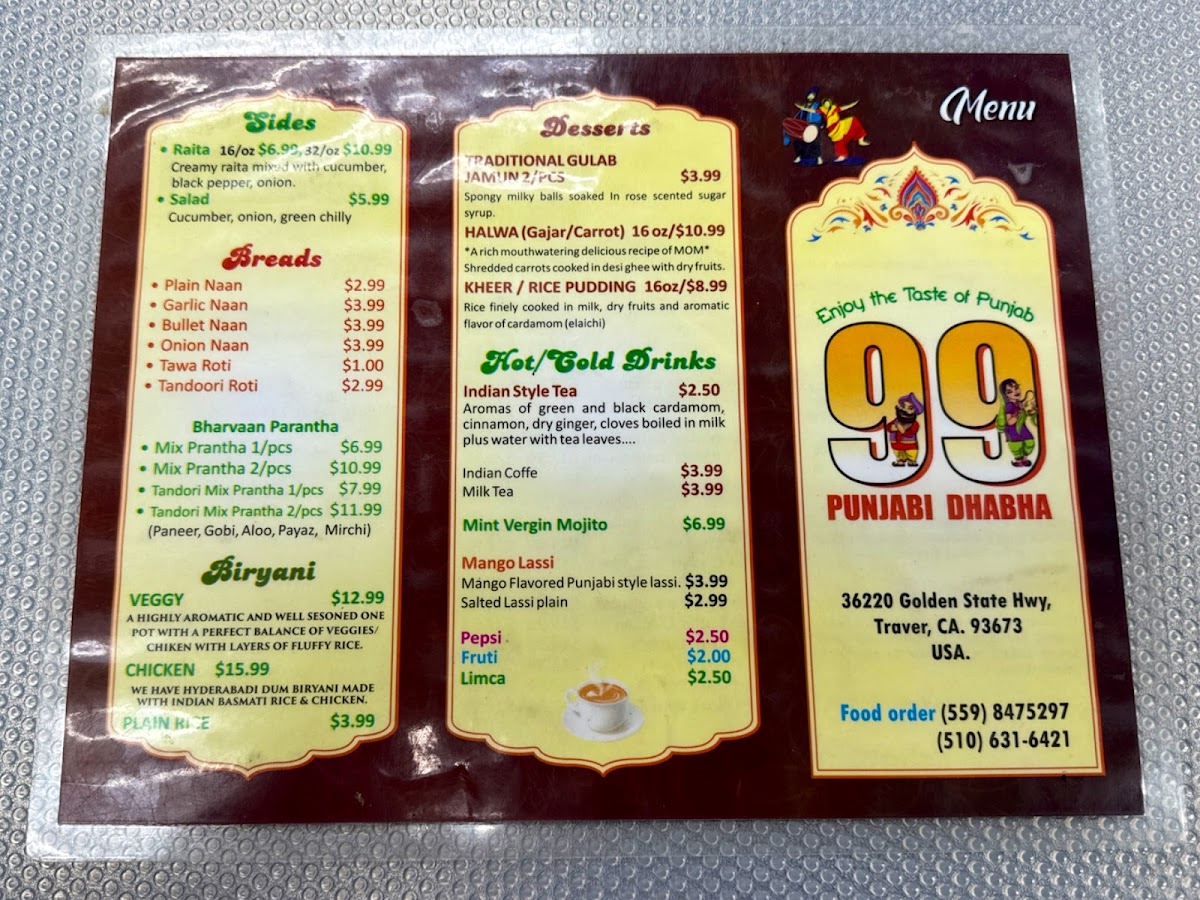 Sides
• Raita 16/oz $6.99, 32/oz $10.99
Creamy raita mixed with cucumber,
black pepper, onion.
• Salad $5.99
Cucumber, onion, green chilly
Breads
• Plain Naan $2.99
• Garlic Naan $3.99
• Bullet Naan $3.99
• Onion Naan $3.99
• Tawa Roti $1.00
• Tandoori Roti $2.99
Bharvaan Parantha
• Mix Prantha 1/pcs $6.99
• Mix Prantha 2/pcs $10.99
• Tandori Mix Prantha 1/pcs $7.99
• Tandori Mix Prantha 2/pcs $11.99
(Paneer, Gobi, Aloo, Payaz, Mirchi)
Biryani
VEGGY $12.99
A HIGHLY AROMATIC AND WELL SESONED ONE
POT WITH A PERFECT BALANCE OF VEGGIES/
CHIKEN WITH LAYERS OF FLUFFY RICE.
CHICKEN $15.99
WE HAVE HYDERABADI DUM BIRYANI MADE
WITH INDIAN BASMATI RICE & CHICKEN.
PLAIN RICE $3.99
Desserts
TRADITIONAL GULAB
JAMUN 2/PCS $3.99
Spongy milky balls soaked In rose scented sugar
syrup.
HALWA (Gajar/Carrot) 16 oz/$10.99
*A rich mouthwatering delicious recipe of MOM*
Shredded carrots cooked in desi ghee with dry fruits.
KHEER / RICE PUDDING 16oz/$8.99
Rice finely cooked in milk, dry fruits and aromatic
flavor of cardamom (elaichi)
Hot/Cold Drinks
Indian Style Tea $2.50
Aromas of green and black cardamom,
cinnamon, dry ginger, cloves boiled in milk
plus water with tea leaves....
Indian Coffe $3.99
Milk Tea $3.99
Mint Vergin Mojito $6.99
Mango Lassi
Mango Flavored Punjabi style lassi. $3.99
Salted Lassi plain $2.99
Pepsi $2.50
Fruti $2.00
Limca $2.50
Menu
Enjoy the Taste of Punjab
99
PUNJABI DHABHA
36220 Golden State Hwy,
Traver, CA. 93673
USA.
Food order (559) 8475297
(510) 631-6421